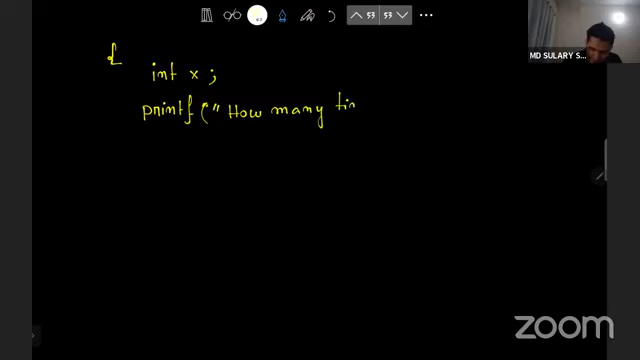 53 53
MD SULARY S...
{
int x ;
printf (" How many tin
zoom